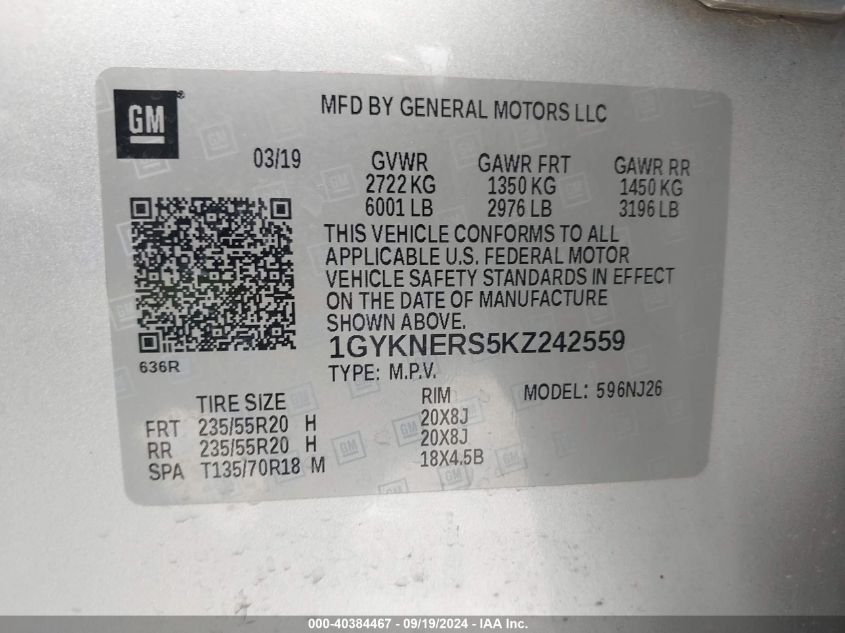 GM
®
MFD BY GENERAL MOTORS LLC
03/19 GVWR GAWR FRT GAWR RR
2722 KG 1350 KG 1450 KG
6001 LB 2976 LB 3196 LB
THIS VEHICLE CONFORMS TO ALL
APPLICABLE U.S. FEDERAL MOTOR
VEHICLE SAFETY STANDARDS IN EFFECT
ON THE DATE OF MANUFACTURE
SHOWN ABOVE.
1GYKNERS5KZ242559
636R
TYPE: M.P.V. MODEL: 596NJ26
TIRE SIZE RIM
FRT 235/55R20 H 20X8J
RR 235/55R20 H 20X8J
SPA T135/70R18 M 18X4.5B
000-40384467 - 09/19/2024 - IAA Inc.